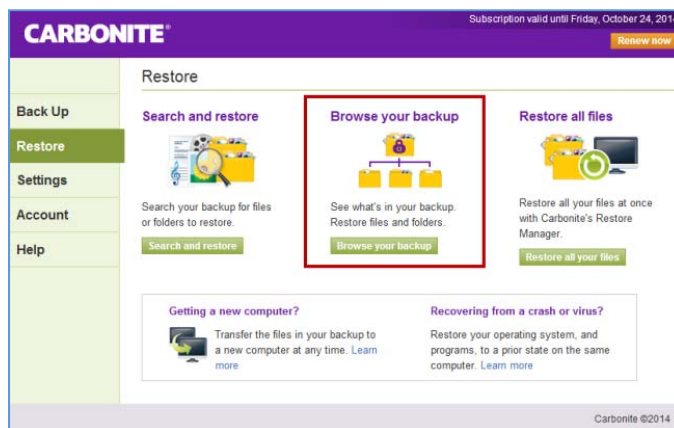 Subscription valid until Friday, October 24, 2014
CARBONITE®
Renew now
Restore
Back Up
Restore
Settings
Account
Help
Search and restore
Search your backup for files
or folders to restore.
Search and restore
Browse your backup
See what's in your backup.
Restore files and folders.
Browse your backup
Restore all files
Restore all your files at once
with Carbonite's Restore
Manager.
Restore all your files
Getting a new computer?
Transfer the files in your backup to
a new computer at any time. Learn
more
Recovering from a crash or virus?
Restore your operating system, and
programs, to a prior state on the same
computer. Learn more
Carbonite ©2014